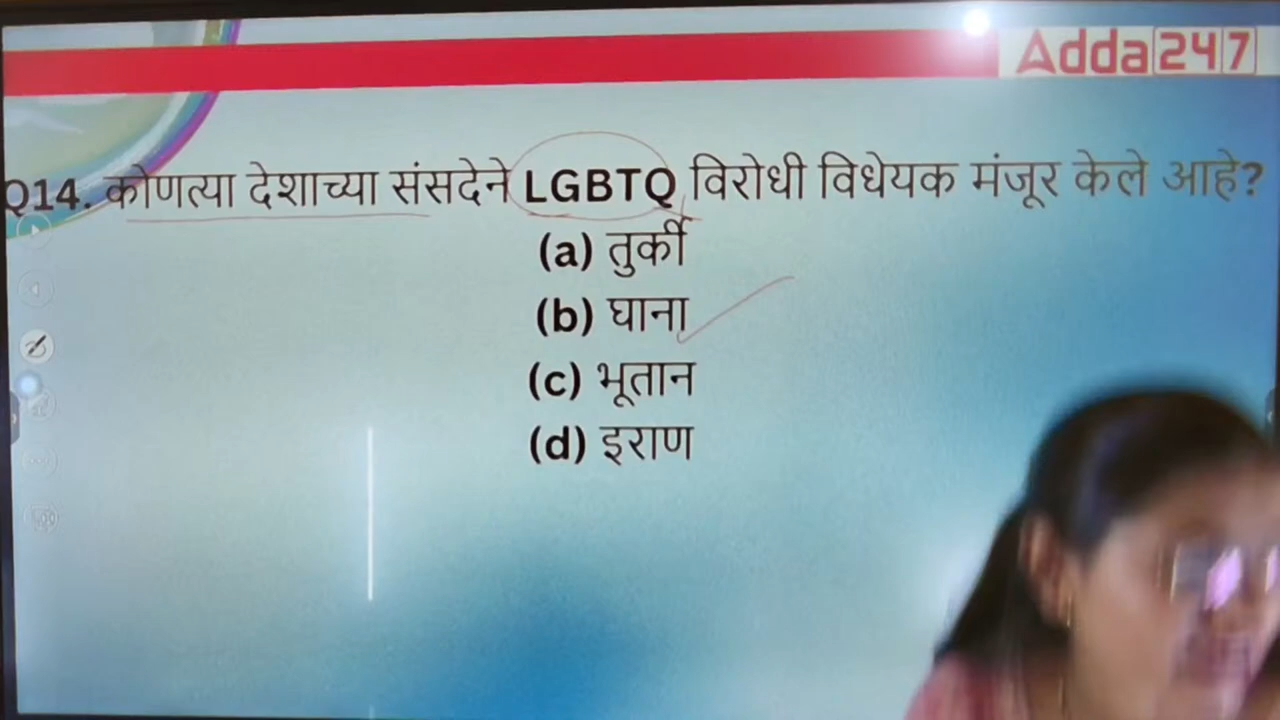 Adda247
Q14. कोणत्या देशाच्या संसदेने LGBTQ विरोधी विधेयक मंजूर केले आहे?
(a) तुर्की
(b) घाना
(c) भूतान
(d) इराण